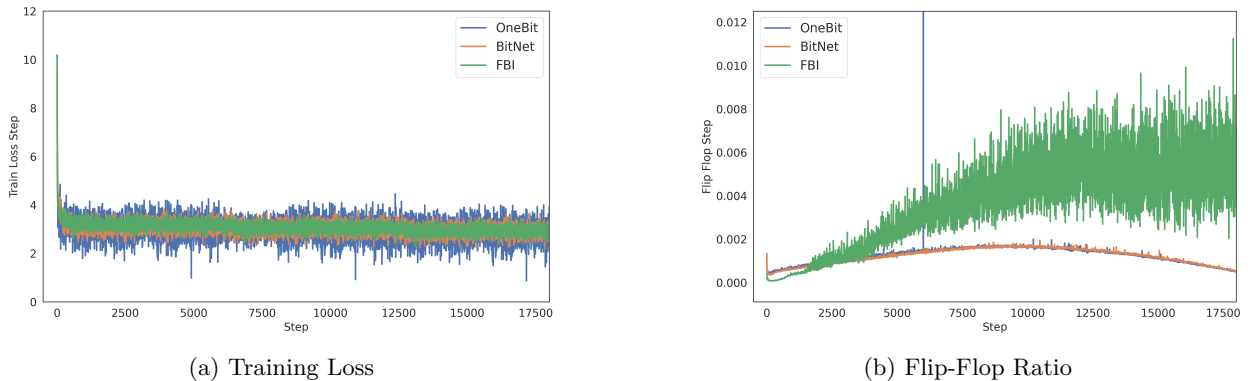 12
10
8
6
4
2
0
Train Loss Step
0
2500
5000
7500
10000
12500
15000
17500
Step
OneBit
BitNet
FBI
(a) Training Loss
0.012
0.010
0.008
0.006
0.004
0.002
0.000
Flip Flop Step
0
2500
5000
7500
10000
12500
15000
17500
Step
OneBit
BitNet
FBI
(b) Flip-Flop Ratio